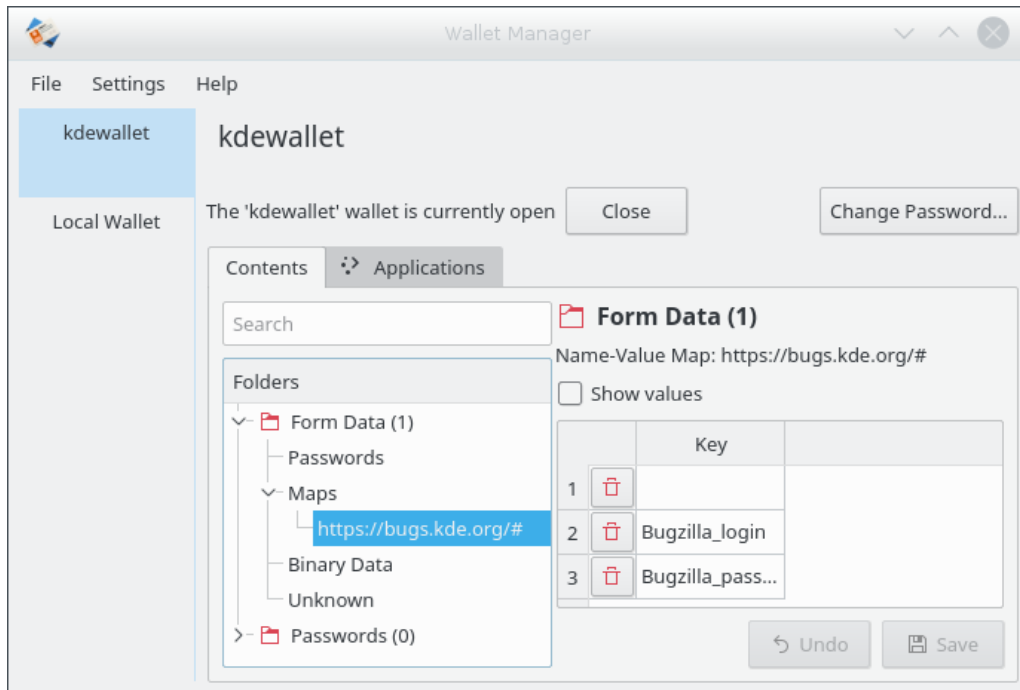 Wallet Manager
File Settings Help
kdewallet
Local Wallet
kdewallet
The 'kdewallet' wallet is currently open Close Change Password...
Contents Applications
Search
Folders
Form Data (1)
Passwords
Maps
https://bugs.kde.org/#
Binary Data
Unknown
Passwords (0)
Form Data (1)
Name-Value Map: https://bugs.kde.org/#
Show values
Key
1
2 Bugzilla_login
3 Bugzilla_pass...
Undo Save